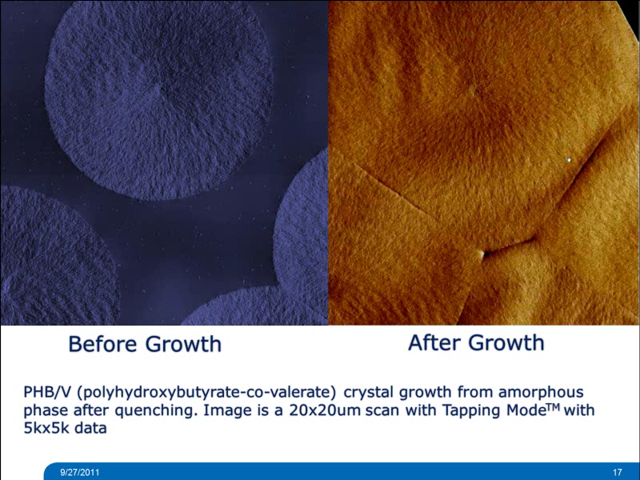 Before Growth
After Growth
PHB/V (polyhydroxybutyrate-co-valerate) crystal growth from amorphous
phase after quenching. Image is a 20x20um scan with Tapping Mode™ with
5kx5k data
9/27/2011
17